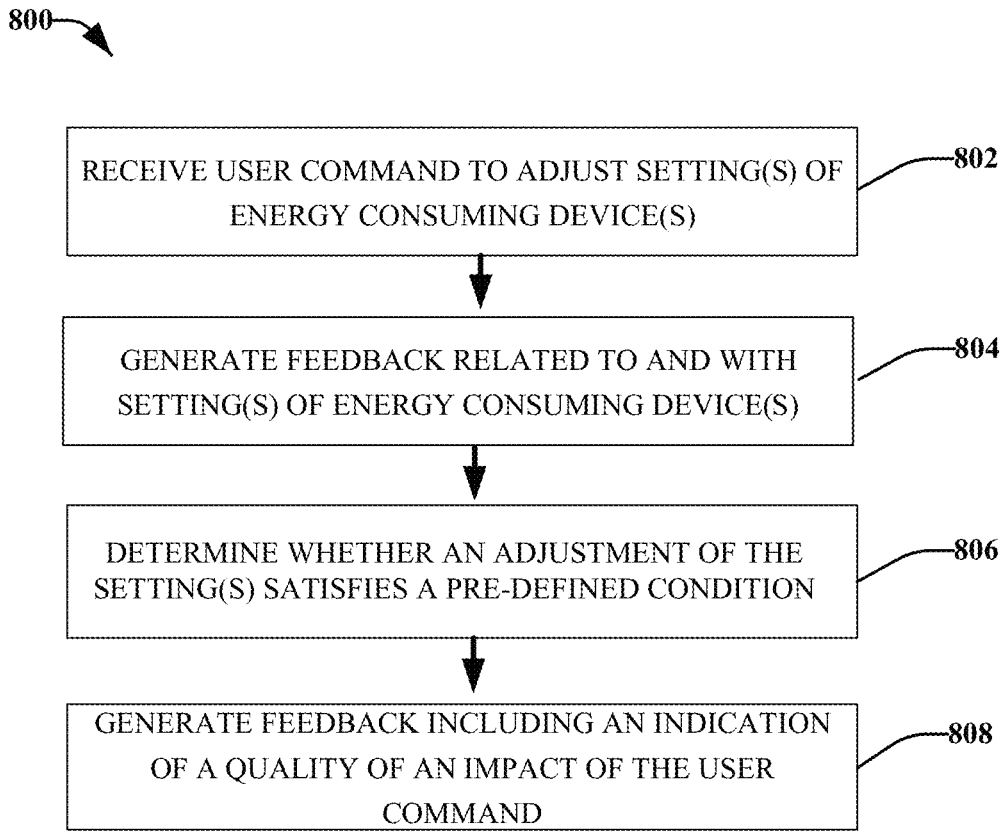 800
RECEIVE USER COMMAND TO ADJUST SETTING(S) OF
ENERGY CONSUMING DEVICE(S)
802
GENERATE FEEDBACK RELATED TO AND WITH
SETTING(S) OF ENERGY CONSUMING DEVICE(S)
804
DETERMINE WHETHER AN ADJUSTMENT OF THE
SETTING(S) SATISFIES A PRE-DEFINED CONDITION
806
GENERATE FEEDBACK INCLUDING AN INDICATION
OF A QUALITY OF AN IMPACT OF THE USER
COMMAND
808